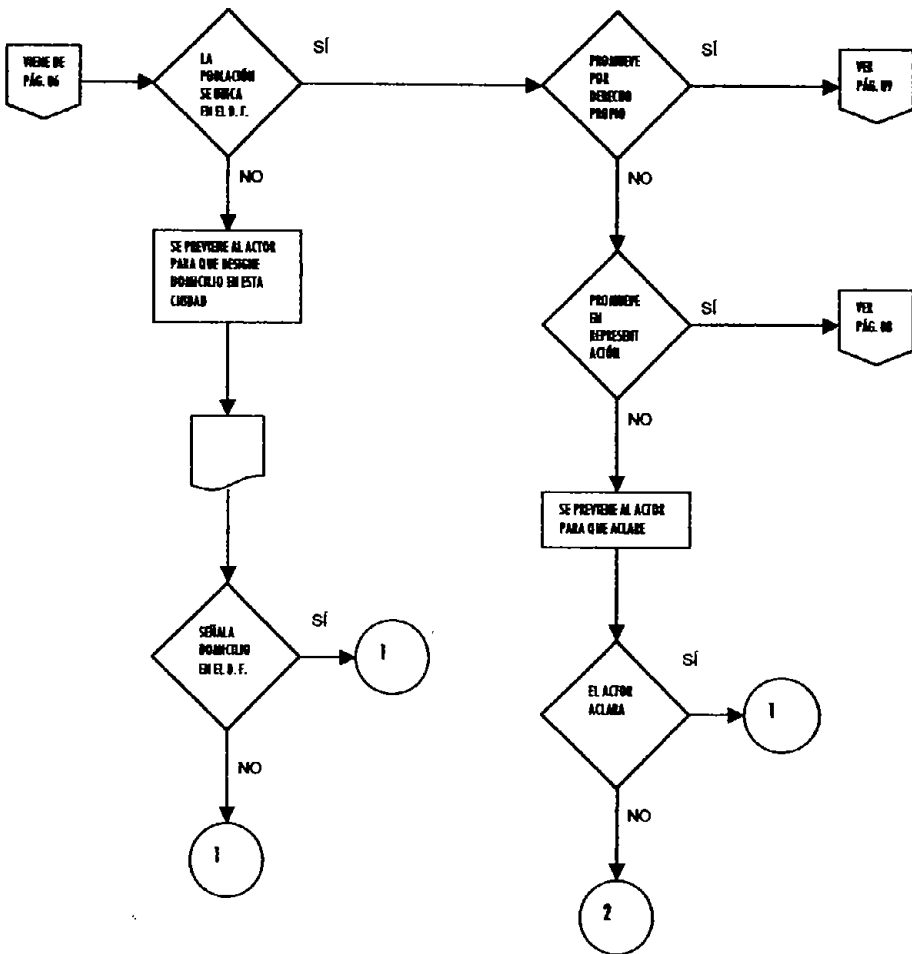 VIENE DE
PÁG. 06
LA
POBLACIÓN
SE UBICA
EN EL D. F.
SÍ
PROMUEVE
POR
DERECHO
PROPIO
SÍ
VER
PÁG. 09
NO
NO
SE PREVIENE AL ACTOR
PARA QUE DESIGNE
DOMICILIO EN ESTA
CIUDAD
PROMUEVE
EN
REPRESENT
ACIÓN
SÍ
VER
PÁG. 08
NO
SE PREVIENE AL ACTOR
PARA QUE ACLARE
SEÑALA
DOMICILIO
EN EL D. F.
SÍ
1
EL ACTOR
ACLARA
SÍ
1
NO
NO
1
2